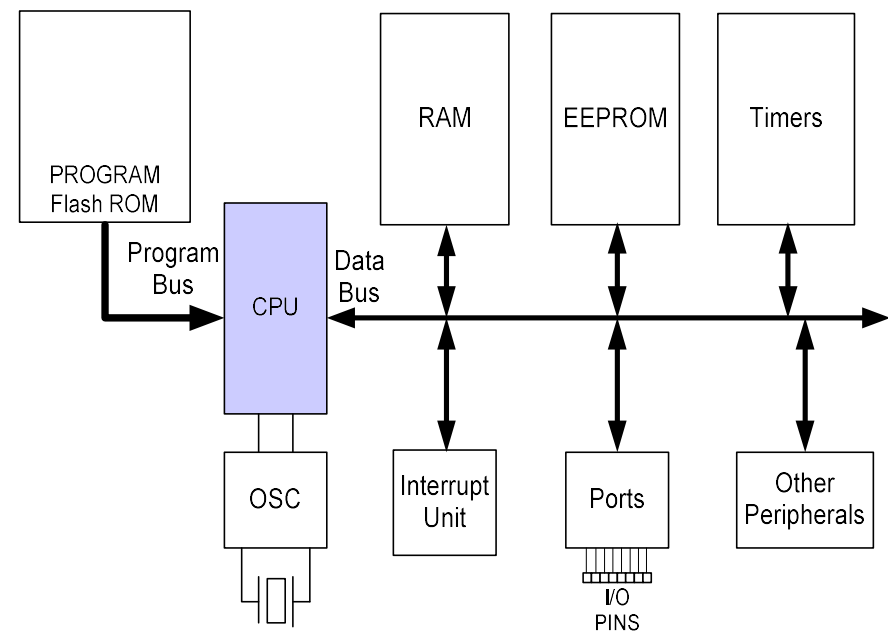 PROGRAM
Flash ROM
RAM
EEPROM
Timers
Program
Bus
CPU
Data
Bus
OSC
Interrupt
Unit
Ports
Other
Peripherals
I/O
PINS